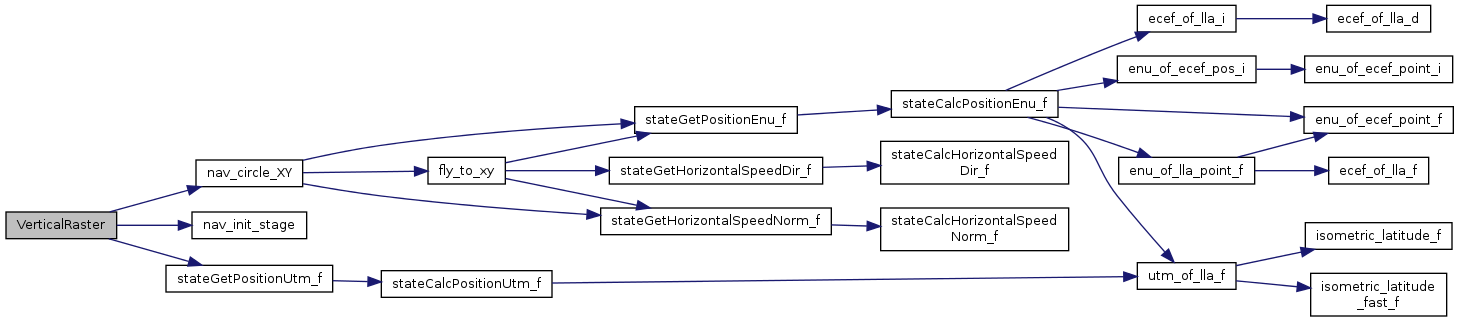 VerticalRaster
nav_circle_XY
nav_init_stage
stateGetPositionUtm_f
fly_to_xy
stateCalcPositionUtm_f
stateGetPositionEnu_f
stateGetHorizontalSpeedDir_f
stateGetHorizontalSpeedNorm_f
stateCalcPositionEnu_f
stateCalcHorizontalSpeed
Dir_f
stateCalcHorizontalSpeed
Norm_f
ecef_of_lla_i
enu_of_ecef_pos_i
enu_of_lla_point_f
utm_of_lla_f
ecef_of_lla_d
enu_of_ecef_point_i
enu_of_ecef_point_f
ecef_of_lla_f
isometric_latitude_f
isometric_latitude
_fast_f